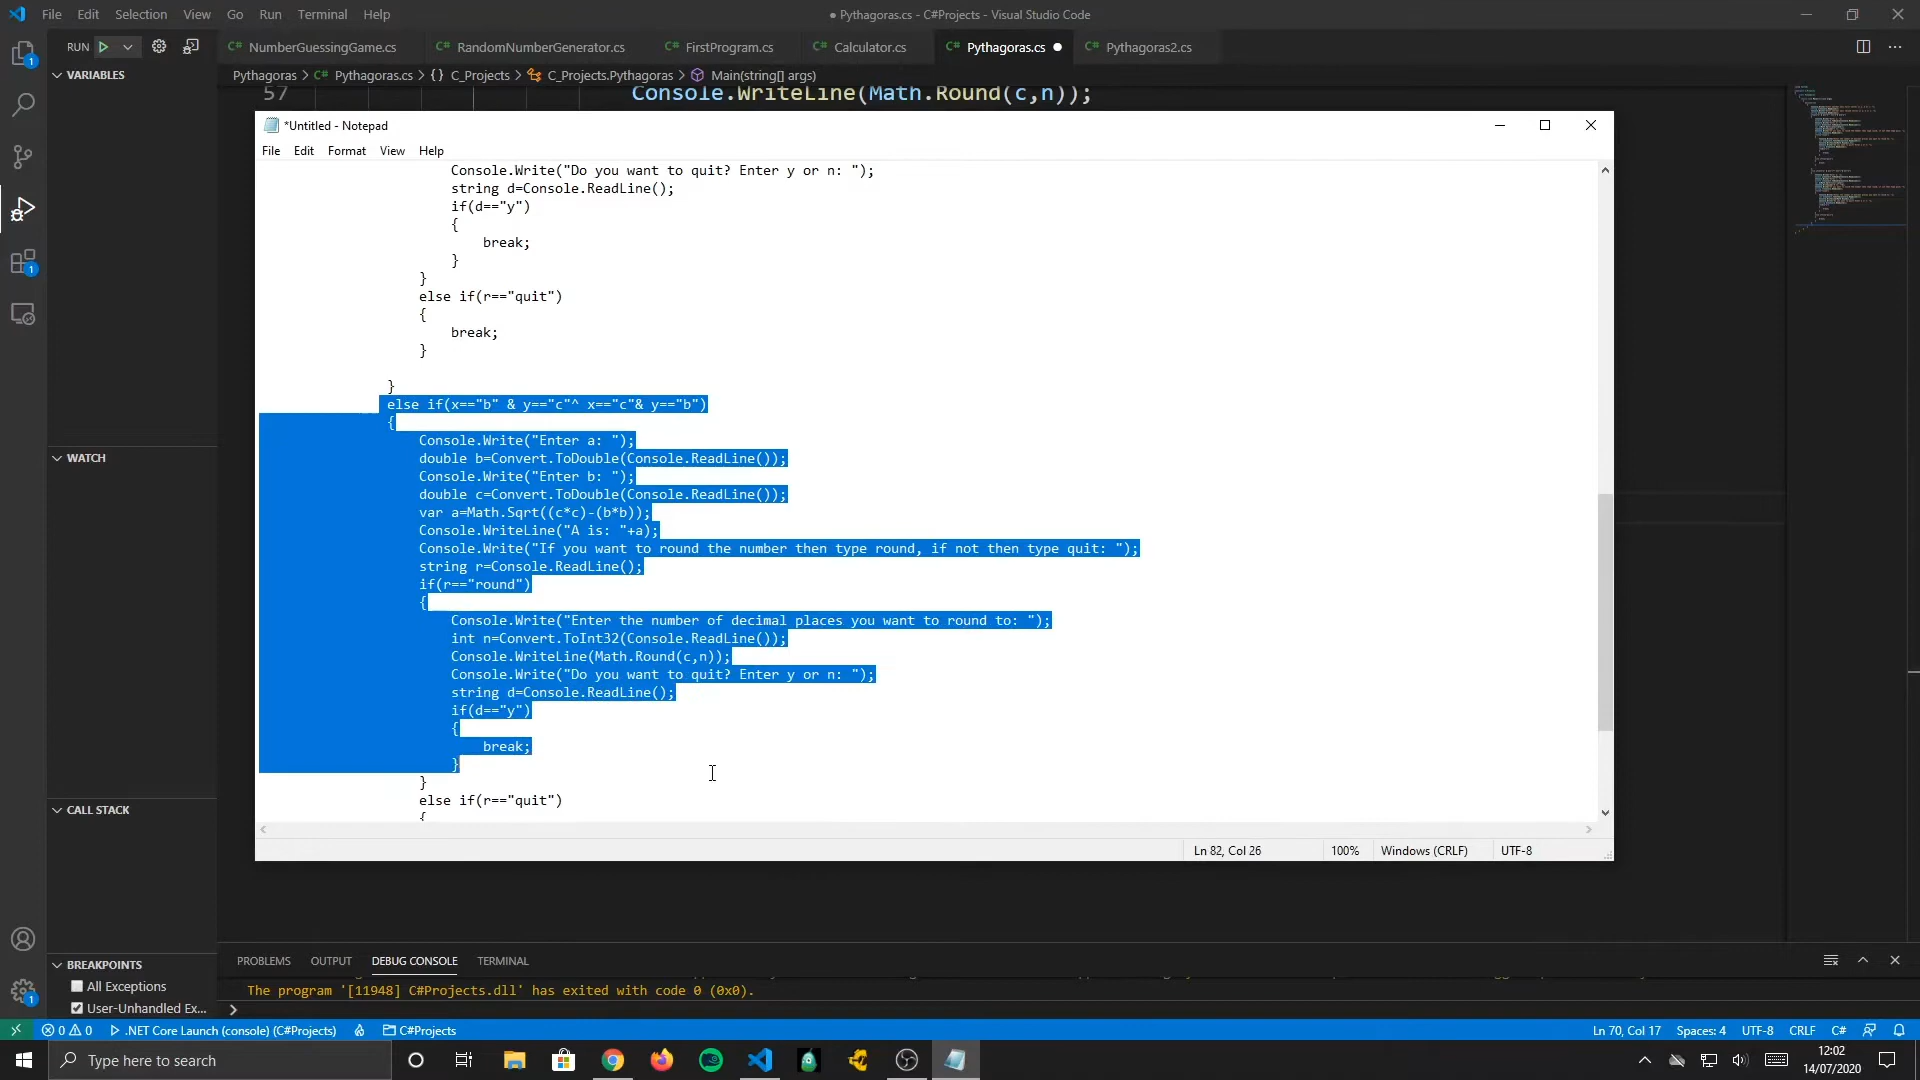 File Edit Selection View Go Run Terminal Help
● Pythagoras.cs - C#Projects - Visual Studio Code
RUN
NumberGuessingGame.cs RandomNumberGenerator.cs FirstProgram.cs Calculator.cs Pythagoras.cs Pythagoras2.cs
VARIABLES
Pythagoras > Pythagoras.cs > {} C_Projects > C_Projects.Pythagoras > Main(string[] args)
57 Console.WriteLine(Math.Round(c,n));
*Untitled - Notepad
File Edit Format View Help
Console.Write("Do you want to quit? Enter y or n: ");
string d=Console.ReadLine();
if(d=="y")
{
break;
}
}
else if(r=="quit")
{
break;
}
}
else if(x=="b" & y=="c"^ x=="c"& y=="b")
{
Console.Write("Enter a: ");
double b=Convert.ToDouble(Console.ReadLine());
Console.Write("Enter b: ");
double c=Convert.ToDouble(Console.ReadLine());
var a=Math.Sqrt((c*c)-(b*b));
Console.WriteLine("A is: "+a);
Console.Write("If you want to round the number then type round, if not then type quit: ");
string r=Console.ReadLine();
if(r=="round")
{
Console.Write("Enter the number of decimal places you want to round to: ");
int n=Convert.ToInt32(Console.ReadLine());
Console.WriteLine(Math.Round(c,n));
Console.Write("Do you want to quit? Enter y or n: ");
string d=Console.ReadLine();
if(d=="y")
{
break;
}
}
else if(r=="quit")
{
Ln 82, Col 26 100% Windows (CRLF) UTF-8
WATCH
CALL STACK
BREAKPOINTS
All Exceptions
User-Unhandled Ex...
PROBLEMS OUTPUT DEBUG CONSOLE TERMINAL
The program '[11948] C#Projects.dll' has exited with code 0 (0x0).
0 0 .NET Core Launch (console) (C#Projects) C#Projects
Ln 70, Col 17 Spaces: 4 UTF-8 CRLF C#
Type here to search
12:02
14/07/2020